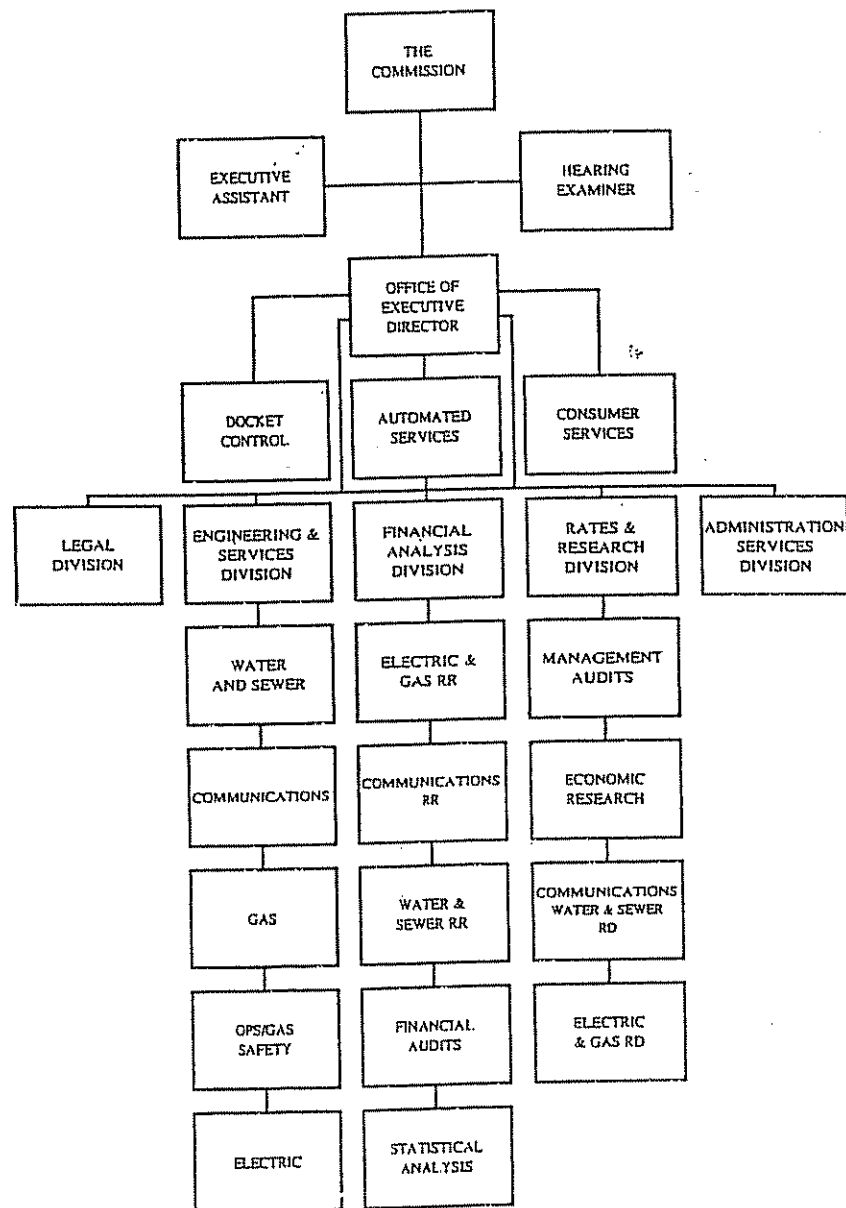 THE
COMMISSION
EXECUTIVE
ASSISTANT
HEARING
EXAMINER
OFFICE OF
EXECUTIVE
DIRECTOR
DOCKET
CONTROL
AUTOMATED
SERVICES
CONSUMER
SERVICES
LEGAL
DIVISION
ENGINEERING &
SERVICES
DIVISION
FINANCIAL
ANALYSIS
DIVISION
RATES &
RESEARCH
DIVISION
ADMINISTRATION
SERVICES
DIVISION
WATER
AND SEWER
ELECTRIC &
GAS RR
MANAGEMENT
AUDITS
COMMUNICATIONS
COMMUNICATIONS
RR
ECONOMIC
RESEARCH
GAS
WATER &
SEWER RR
COMMUNICATIONS
WATER & SEWER
RD
OPS/GAS
SAFETY
FINANCIAL
AUDITS
ELECTRIC
& GAS RD
ELECTRIC
STATISTICAL
ANALYSIS